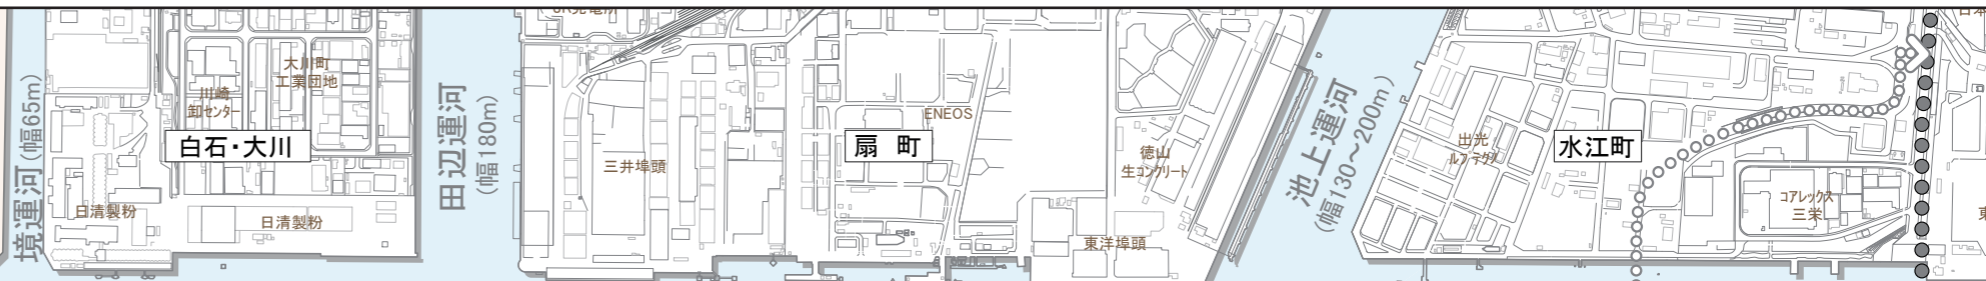 境運河(幅65m)
大川町
工業団地
川崎
卸センター
白石・大川
日清製粉
日清製粉
田辺運河
(幅180m)
三井埠頭
ENEOS
扇 町
徳山
生コンクリート
東洋埠頭
池上運河
(幅130～200m)
出光
ルブテクノ
水江町
コアレックス
三栄